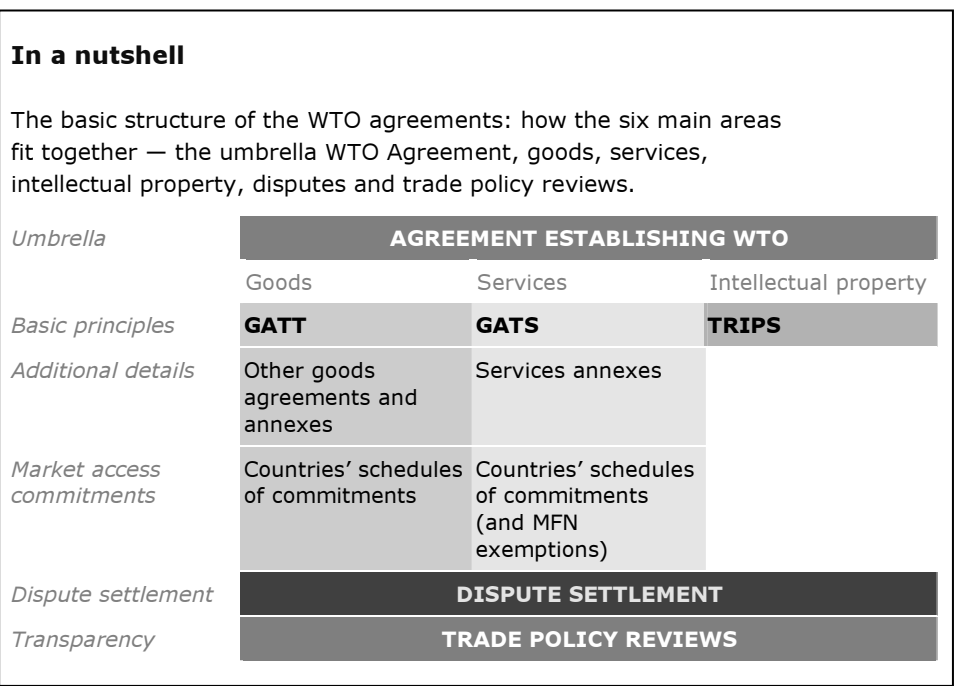 In a nutshell
The basic structure of the WTO agreements: how the six main areas
fit together — the umbrella WTO Agreement, goods, services,
intellectual property, disputes and trade policy reviews.
Umbrella
AGREEMENT ESTABLISHING WTO
Goods
Services
Intellectual property
Basic principles
GATT
GATS
TRIPS
Additional details
Other goods
agreements and
annexes
Services annexes
Market access
commitments
Countries’ schedules
of commitments
Countries’ schedules
of commitments
(and MFN
exemptions)
Dispute settlement
DISPUTE SETTLEMENT
Transparency
TRADE POLICY REVIEWS